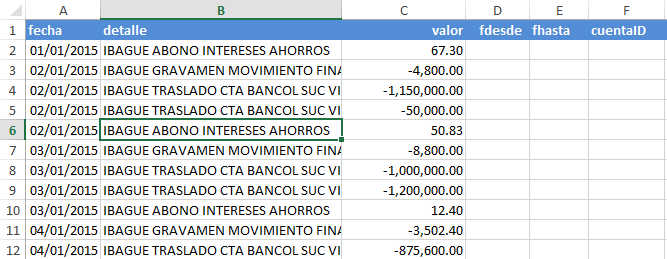 A B C D E F
1 fecha detalle valor fdesde fhasta cuentaID
2 01/01/2015 IBAGUE ABONO INTERESES AHORROS 67.30
3 02/01/2015 IBAGUE GRAVAMEN MOVIMIENTO FINA -4,800.00
4 02/01/2015 IBAGUE TRASLADO CTA BANCOL SUC VI -1,150,000.00
5 02/01/2015 IBAGUE TRASLADO CTA BANCOL SUC VI -50,000.00
6 02/01/2015 IBAGUE ABONO INTERESES AHORROS 50.83
7 03/01/2015 IBAGUE GRAVAMEN MOVIMIENTO FINA -8,800.00
8 03/01/2015 IBAGUE TRASLADO CTA BANCOL SUC VI -1,000,000.00
9 03/01/2015 IBAGUE TRASLADO CTA BANCOL SUC VI -1,200,000.00
10 03/01/2015 IBAGUE ABONO INTERESES AHORROS 12.40
11 04/01/2015 IBAGUE GRAVAMEN MOVIMIENTO FINA -3,502.40
12 04/01/2015 IBAGUE TRASLADO CTA BANCOL SUC VI -875,600.00